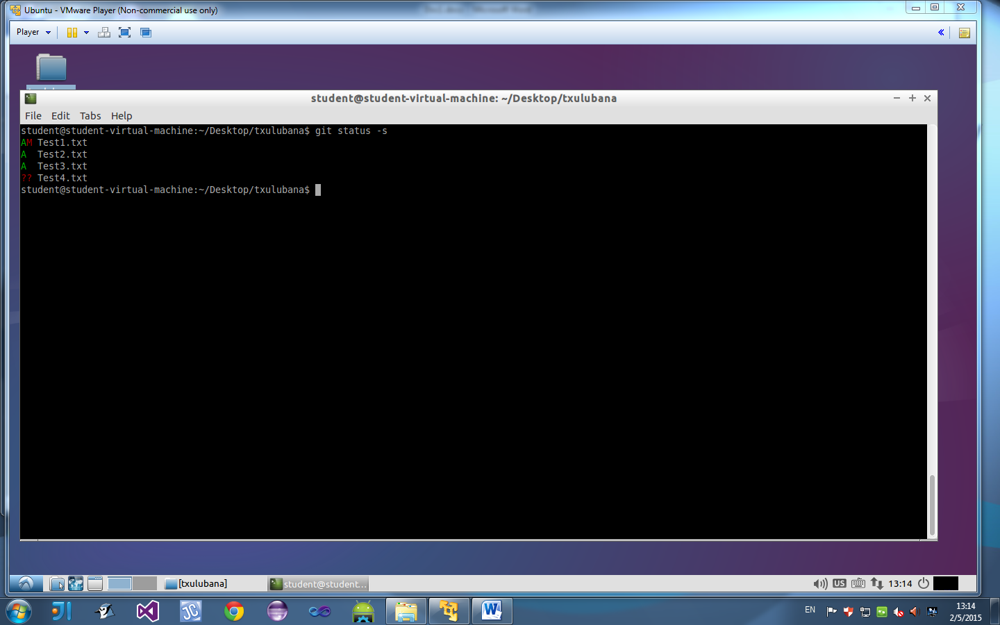 Ubuntu - VMware Player (Non-commercial use only)
Player
student@student-virtual-machine: ~/Desktop/txulubana
File Edit Tabs Help
student@student-virtual-machine:~/Desktop/txulubana$ git status -s
AM Test1.txt
A  Test2.txt
A  Test3.txt
?? Test4.txt
student@student-virtual-machine:~/Desktop/txulubana$
[txulubana]
student@student...
US
13:14
EN
13:14
2/5/2015